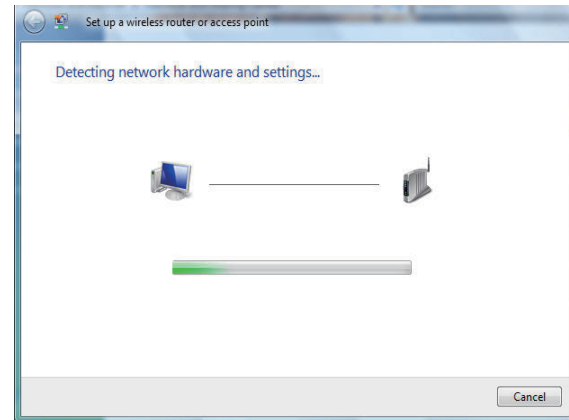 Set up a wireless router or access point
Detecting network hardware and settings...
Cancel